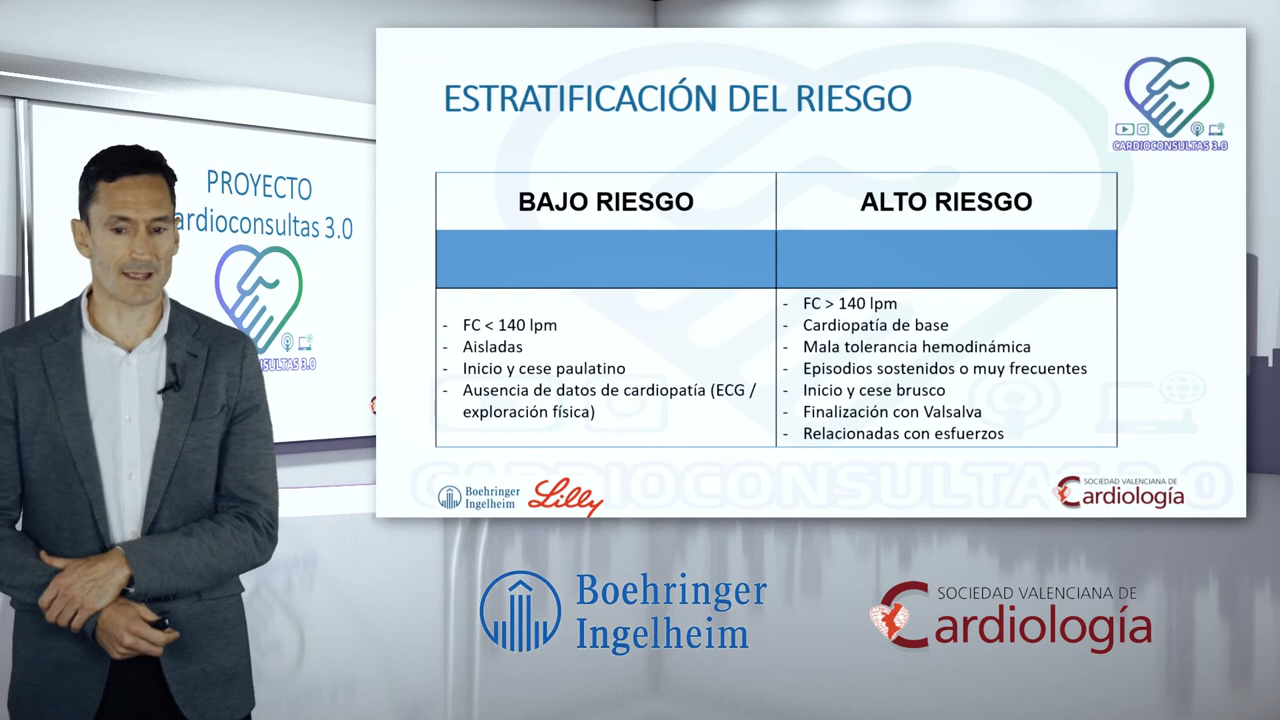 PROYECTO
ardioconsultas 3.0
SULTAS 3.0
ESTRATIFICACIÓN DEL RIESGO
CARDIOCONSULTAS 3.0
BAJO RIESGO
ALTO RIESGO
- FC < 140 lpm
- Aisladas
- Inicio y cese paulatino
- Ausencia de datos de cardiopatía (ECG /
exploración física)
- FC > 140 lpm
- Cardiopatía de base
- Mala tolerancia hemodinámica
- Episodios sostenidos o muy frecuentes
- Inicio y cese brusco
- Finalización con Valsalva
- Relacionadas con esfuerzos
CARDIOCONSULTAS 3.0
Boehringer
Ingelheim
Lilly
SOCIEDAD VALENCIANA DE
Cardiología
Boehringer
Ingelheim
SOCIEDAD VALENCIANA DE
Cardiología